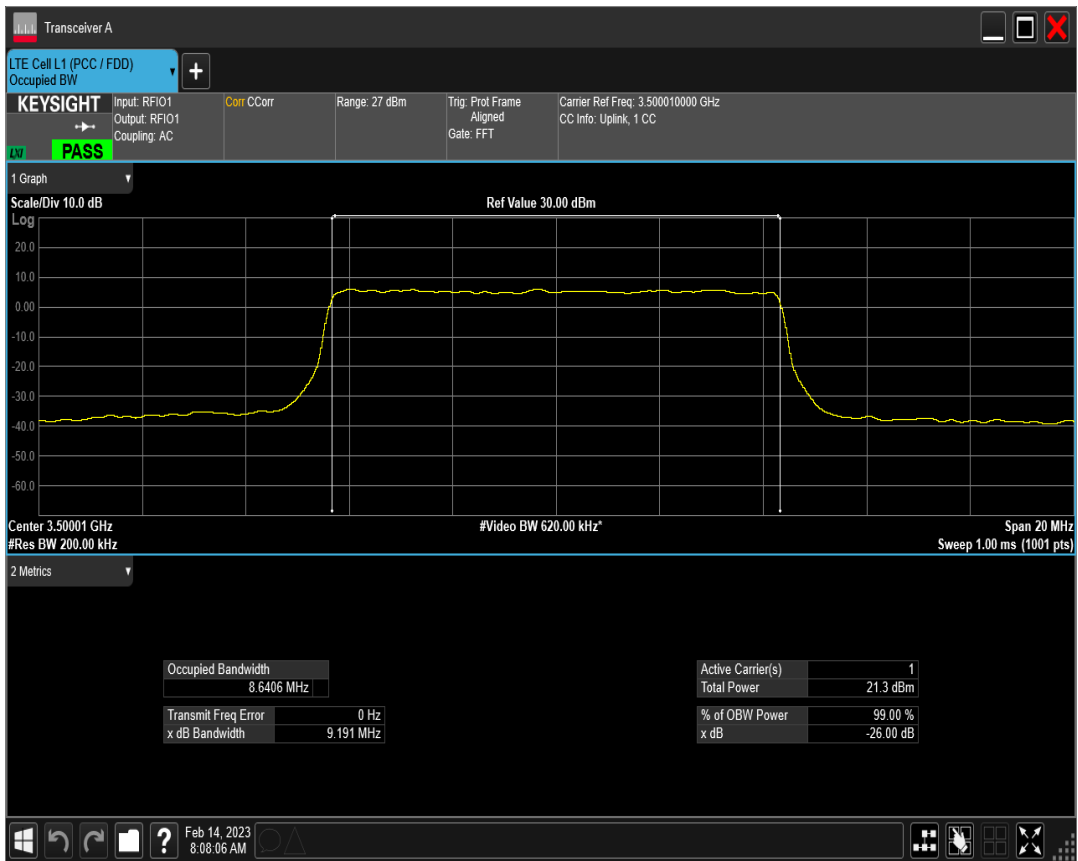 Transceiver A
LTE Cell L1 (PCC / FDD)
Occupied BW
+
KEYSIGHT
LXI
PASS
Input: RFIO1
Output: RFIO1
Coupling: AC
Corr CCorr
Range: 27 dBm
Trig: Prot Frame
Aligned
Gate: FFT
Carrier Ref Freq: 3.500010000 GHz
CC Info: Uplink, 1 CC
1 Graph
Scale/Div 10.0 dB
Ref Value 30.00 dBm
Log
20.0
10.0
0.00
-10.0
-20.0
-30.0
-40.0
-50.0
-60.0
Center 3.50001 GHz
#Video BW 620.00 kHz*
Span 20 MHz
#Res BW 200.00 kHz
Sweep 1.00 ms (1001 pts)
2 Metrics
Occupied Bandwidth
8.6406 MHz
Transmit Freq Error 0 Hz
x dB Bandwidth 9.191 MHz
Active Carrier(s) 1
Total Power 21.3 dBm
% of OBW Power 99.00 %
x dB -26.00 dB
?
Feb 14, 2023
8:08:06 AM